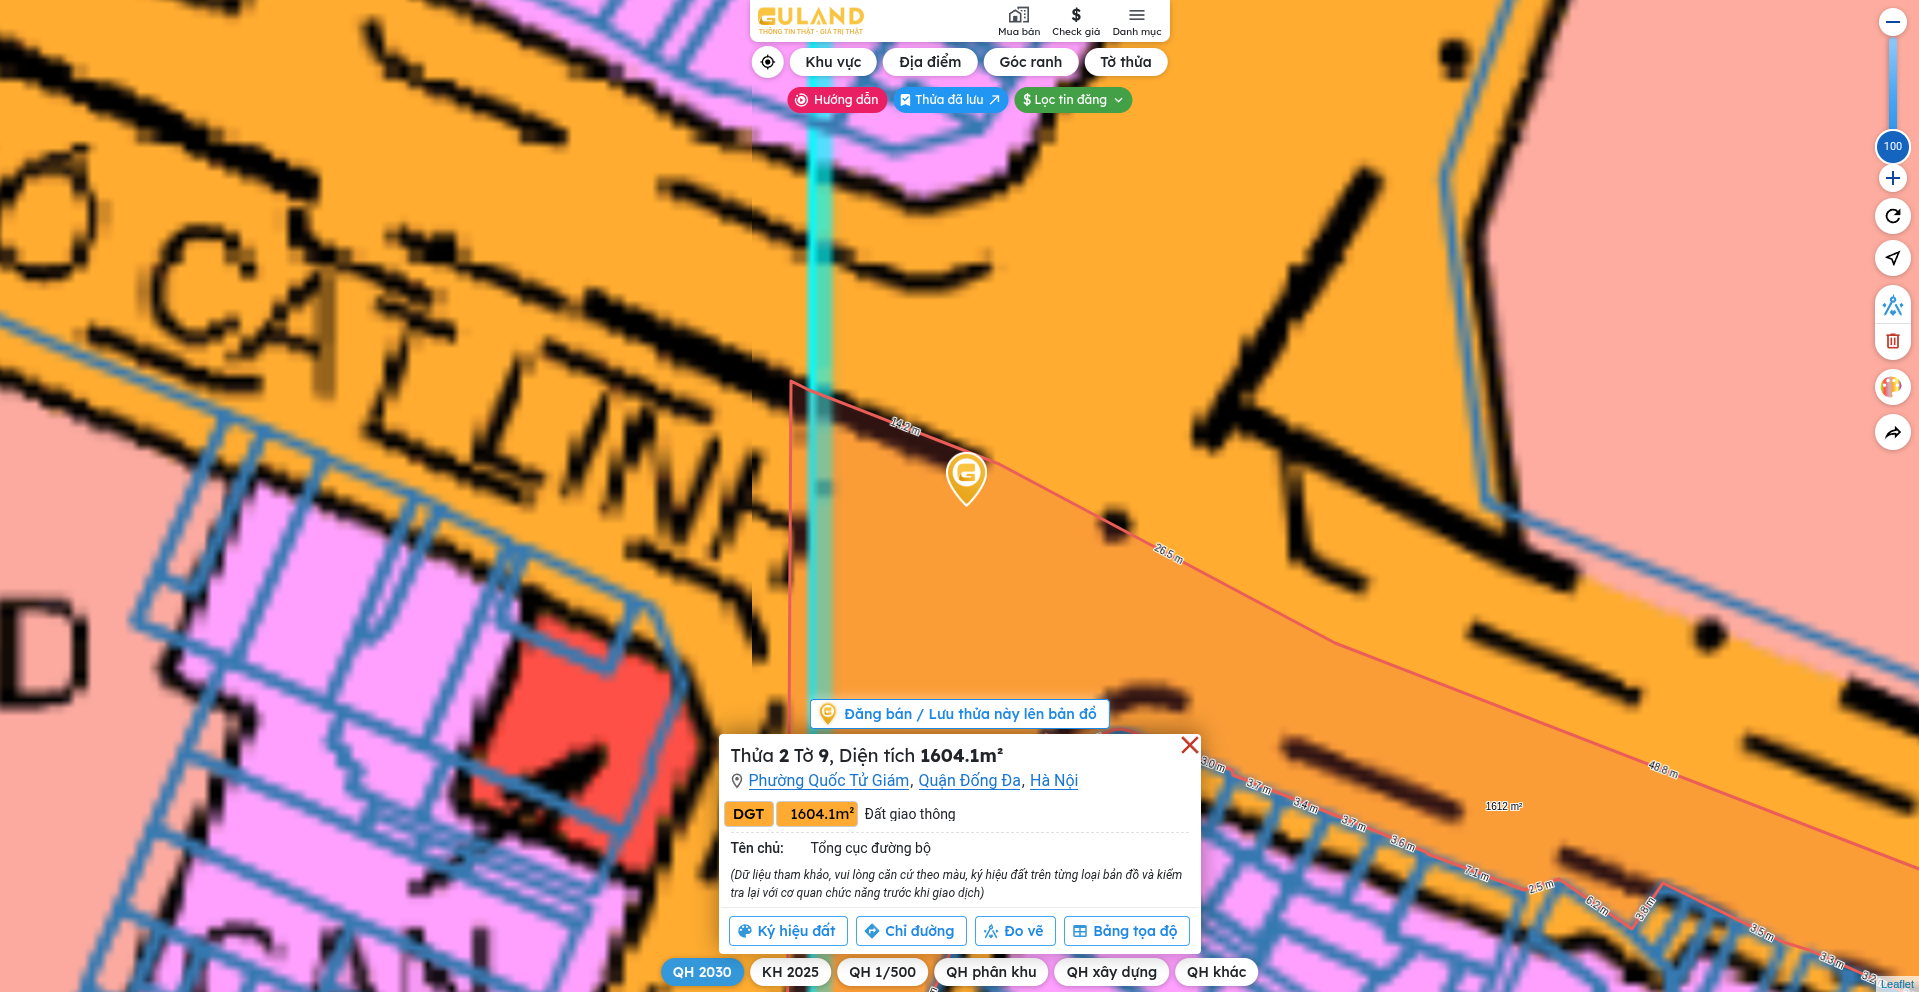 GULAND
THÔNG TIN THẬT - GIÁ TRỊ THẬT
Mua bán
$
Check giá
Danh mục
Khu vực
Địa điểm
Góc ranh
Tờ thửa
Hướng dẫn
Thửa đã lưu
$ Lọc tin đăng
100
CÁT LINH
D
14.2 m
26.5 m
48.8 m
Đăng bán / Lưu thửa này lên bản đồ
Thửa 2 Tờ 9, Diện tích 1604.1m²
Phường Quốc Tử Giám, Quận Đống Đa, Hà Nội
DGT 1604.1m² Đất giao thông
Tên chủ: Tổng cục đường bộ
(Dữ liệu tham khảo, vui lòng căn cứ theo màu, ký hiệu đất trên từng loại bản đồ và kiểm
tra lại với cơ quan chức năng trước khi giao dịch)
Ký hiệu đất
Chỉ đường
Đo vẽ
Bảng tọa độ
3.0 m
3.7 m
3.4 m
3.7 m
3.6 m
7.1 m
2.5 m
6.2 m
3.8 m
3.5 m
3.3 m
1612 m²
QH 2030
KH 2025
QH 1/500
QH phân khu
QH xây dựng
QH khác
Leaflet